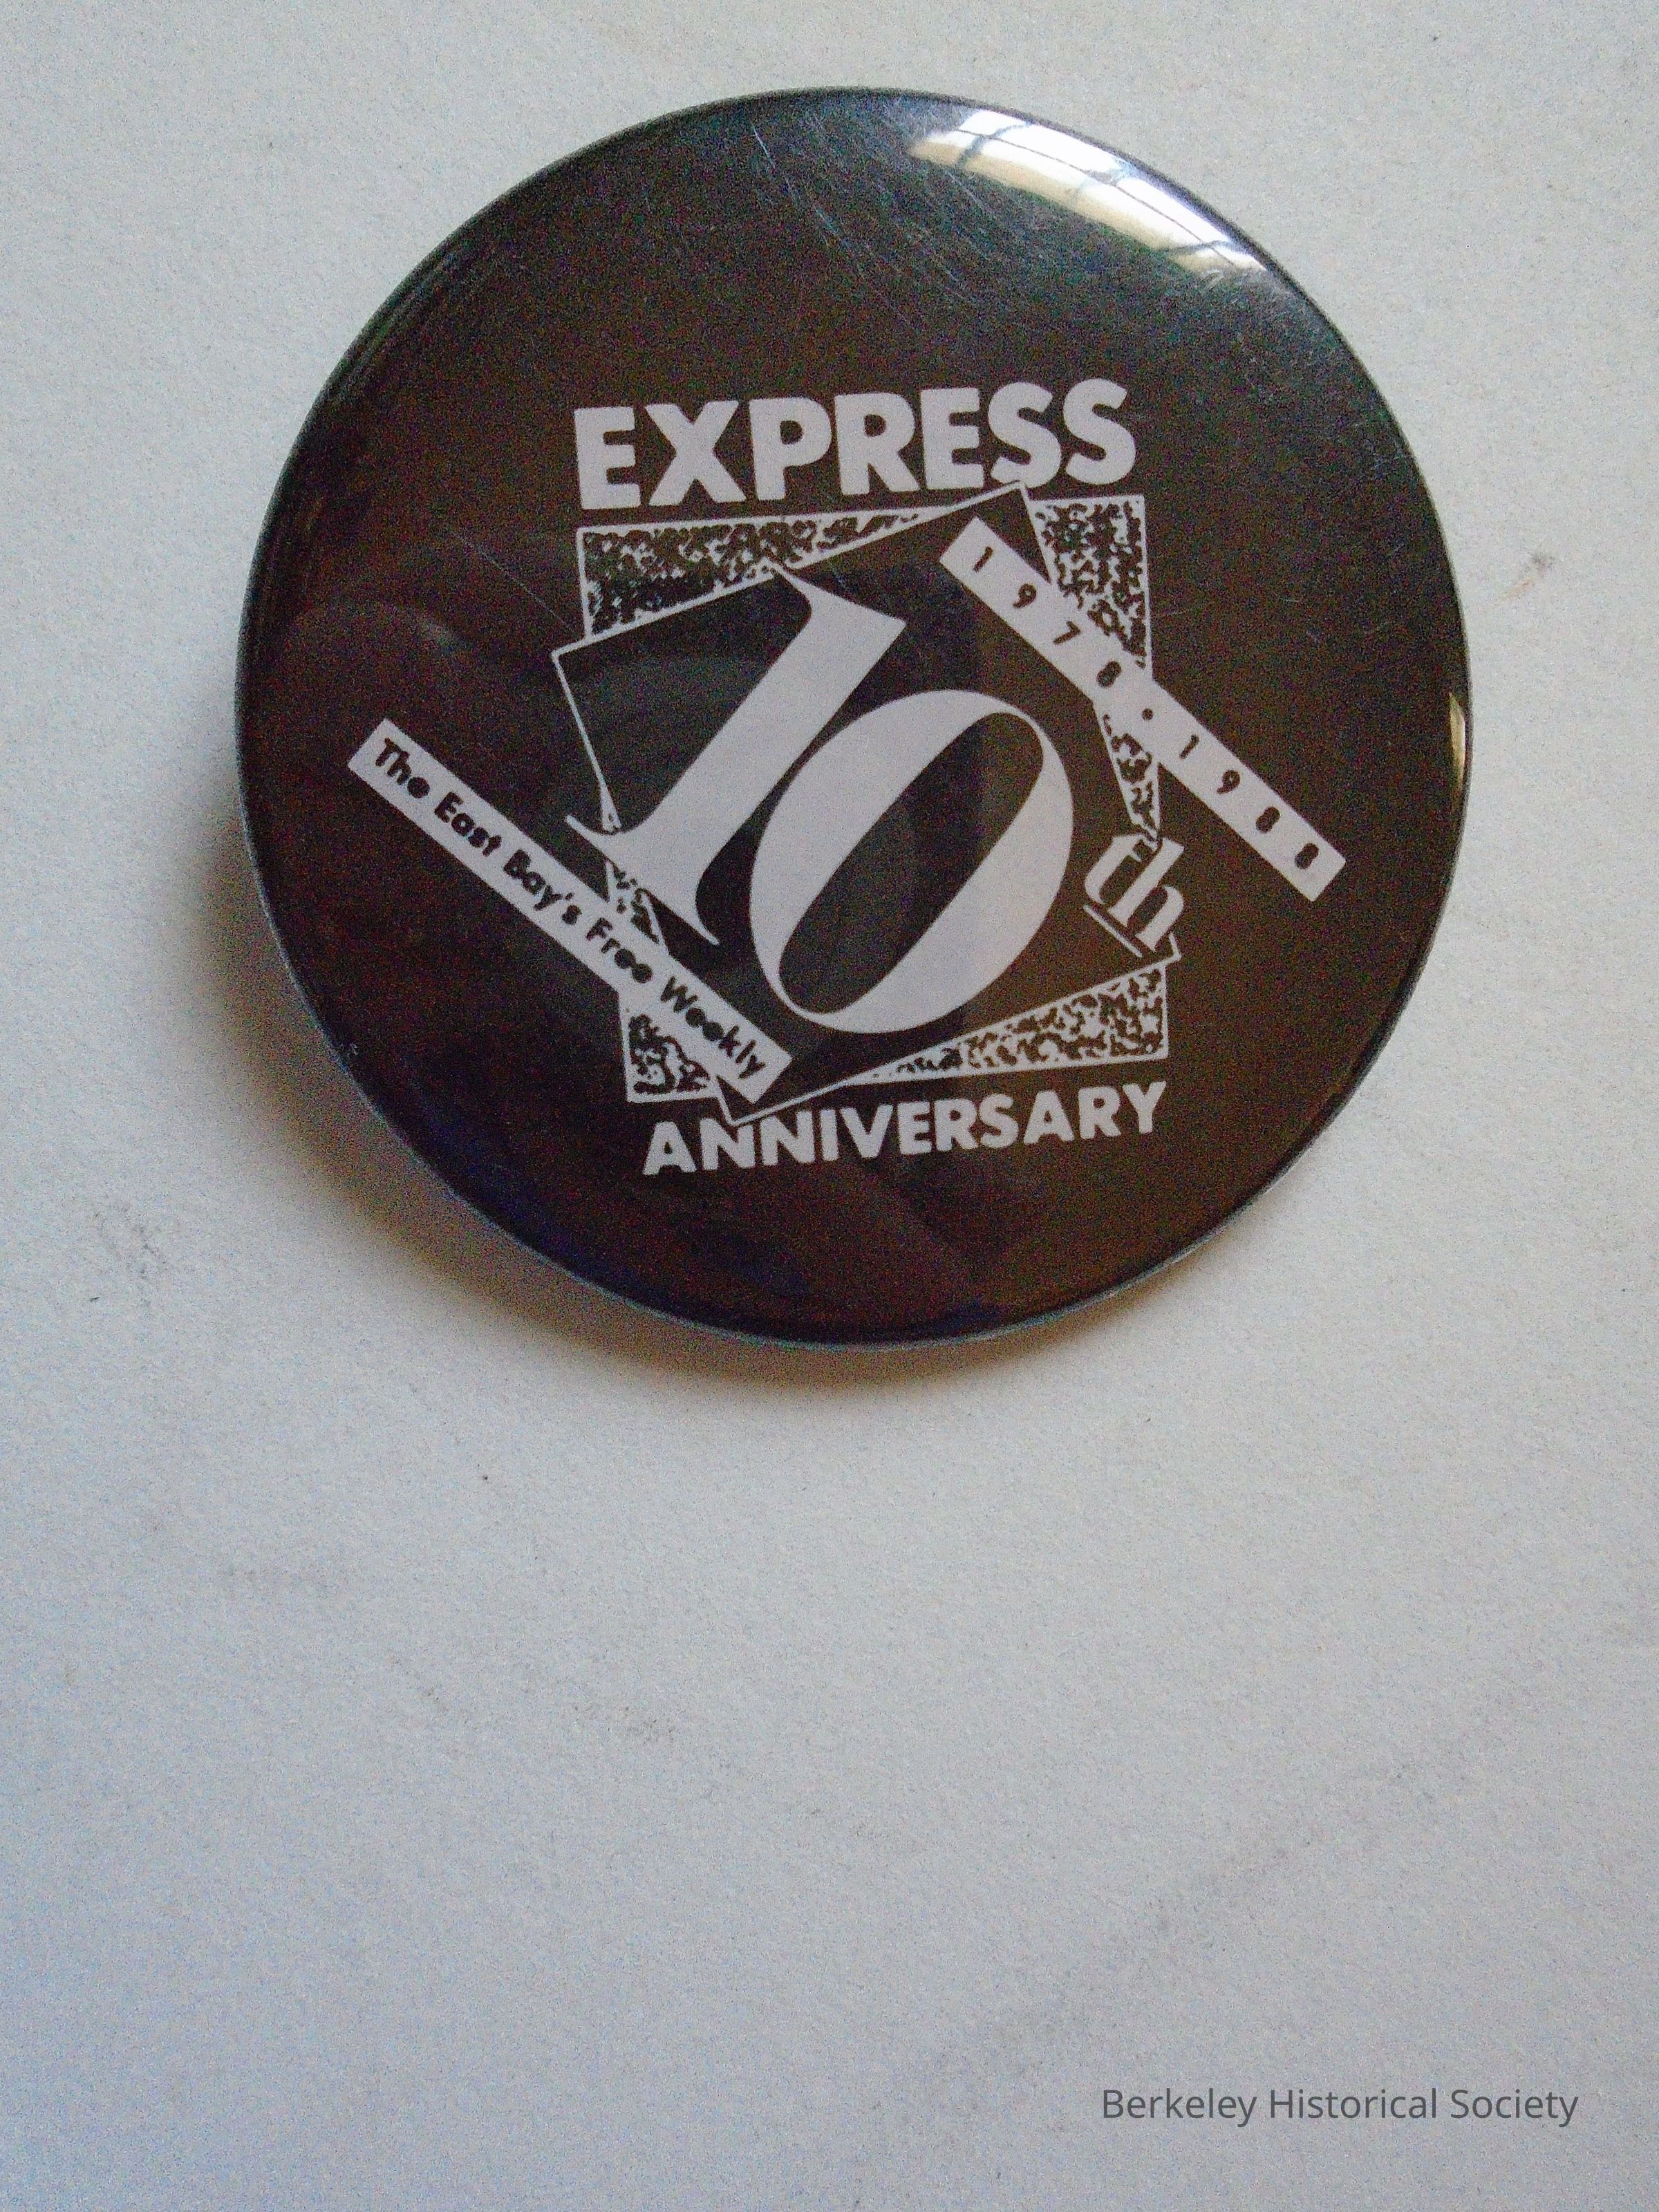 EXPRESS
1978·1988
10th
The East Bay's Free Weekly
ANNIVERSARY
Berkeley Historical Society